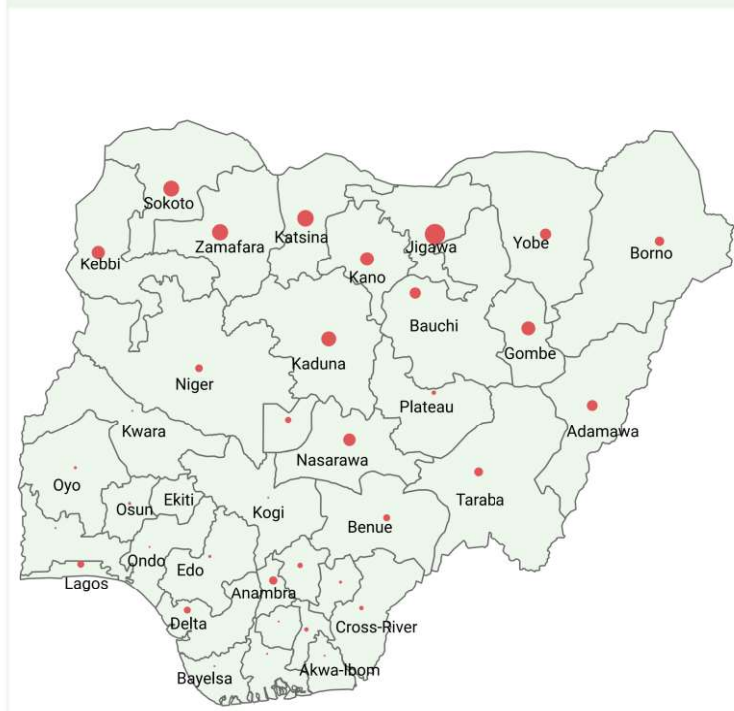 Sokoto
Zamafara
Katsina
Jigawa
Yobe
Borno
Kebbi
Kano
Bauchi
Gombe
Kaduna
Niger
Plateau
Adamawa
Kwara
Nasarawa
Oyo
Taraba
Osun
Ekiti
Kogi
Benue
Ondo
Edo
Lagos
Anambra
Delta
Cross-River
Bayelsa
Akwa-Ibom